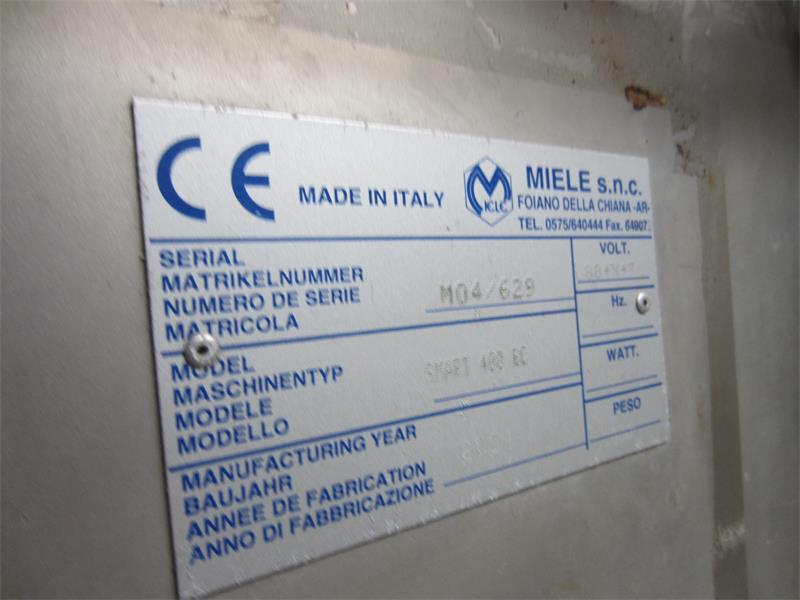 CE
MADE IN ITALY
MIELE s.n.c.
FOIANO DELLA CHIANA -AR-
TEL. 0575/640444 Fax. 64907
SERIAL
MATRIKELNUMMER
NUMERO DE SERIE
MATRICOLA
M04/629
VOLT.
Hz.
MODEL
MASCHINENTYP
MODELE
MODELLO
SMART 400
WATT.
PESO
MANUFACTURING YEAR
BAUJAHR
ANNEE DE FABRICATION
ANNO DI FABBRICAZIONE